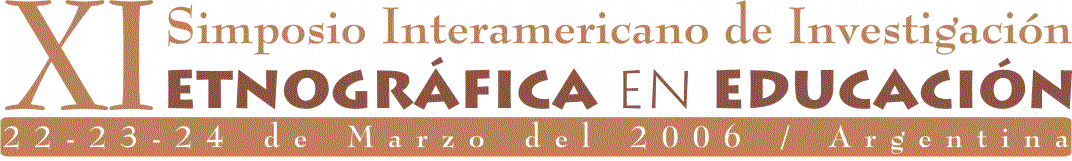 XI Simposio Interamericano de Investigación
ETNOGRÁFICA EN EDUCACIÓN
22-23-24 de Marzo del 2006 / Argentina